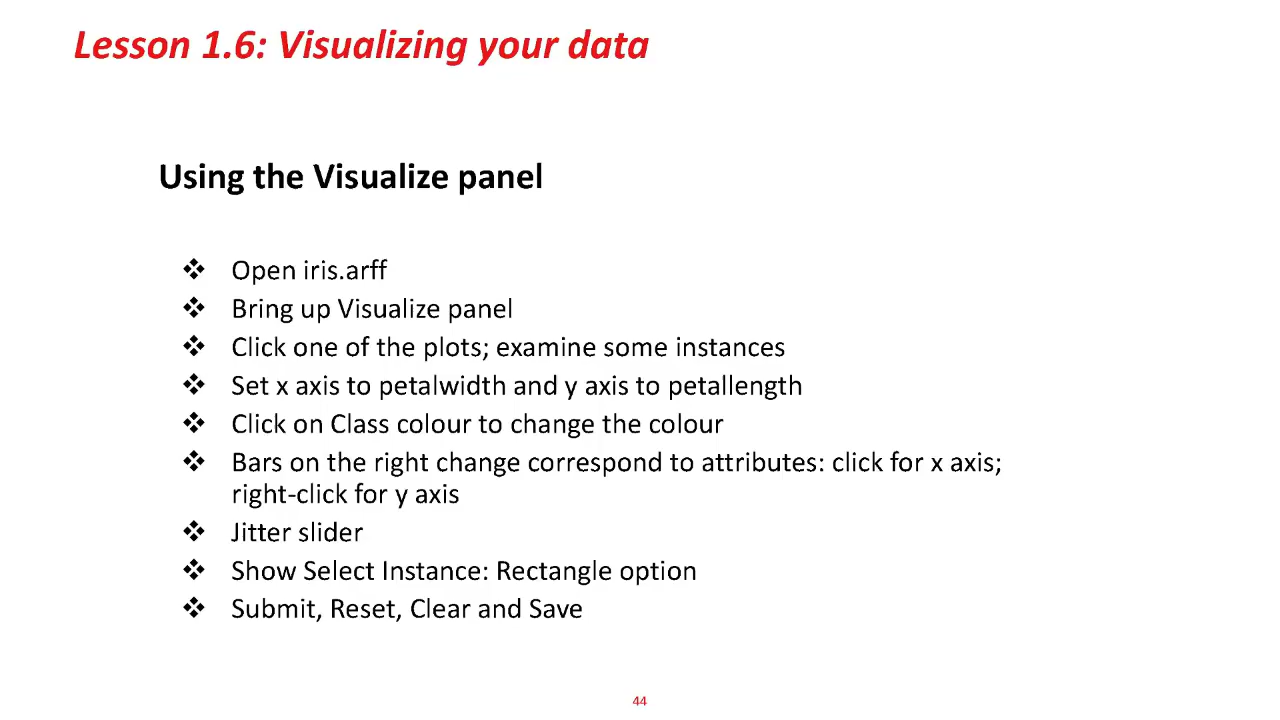 Lesson 1.6: Visualizing your data
Using the Visualize panel
❖ Open iris.arff
❖ Bring up Visualize panel
❖ Click one of the plots; examine some instances
❖ Set x axis to petalwidth and y axis to petallength
❖ Click on Class colour to change the colour
❖ Bars on the right change correspond to attributes: click for x axis;
right-click for y axis
❖ Jitter slider
❖ Show Select Instance: Rectangle option
❖ Submit, Reset, Clear and Save
44